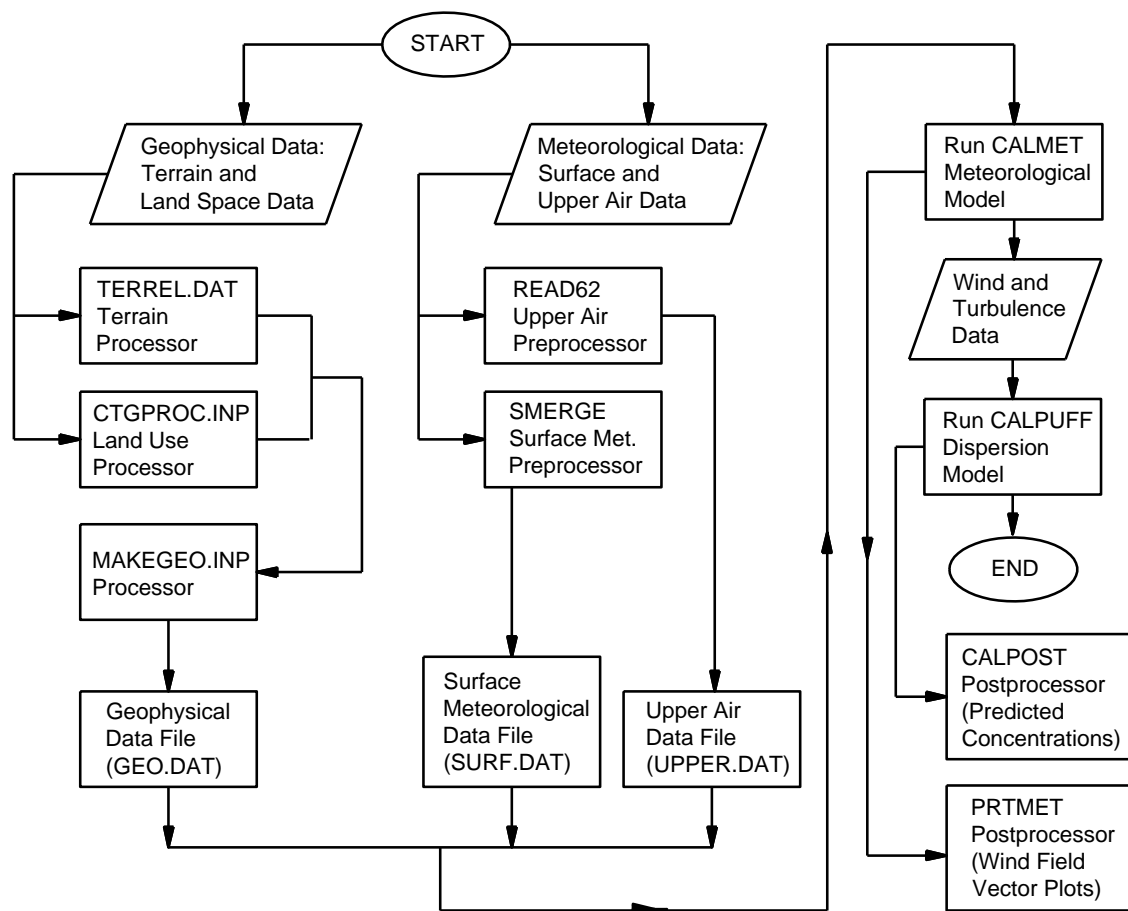 START
Geophysical Data:
Terrain and
Land Space Data
Meteorological Data:
Surface and
Upper Air Data
TERREL.DAT
Terrain
Processor
READ62
Upper Air
Preprocessor
CTGPROC.INP
Land Use
Processor
SMERGE
Surface Met.
Preprocessor
MAKEGEO.INP
Processor
Geophysical
Data File
(GEO.DAT)
Surface
Meteorological
Data File
(SURF.DAT)
Upper Air
Data File
(UPPER.DAT)
Run CALMET
Meteorological
Model
Wind and
Turbulence
Data
Run CALPUFF
Dispersion
Model
END
CALPOST
Postprocessor
(Predicted
Concentrations)
PRTMET
Postprocessor
(Wind Field
Vector Plots)